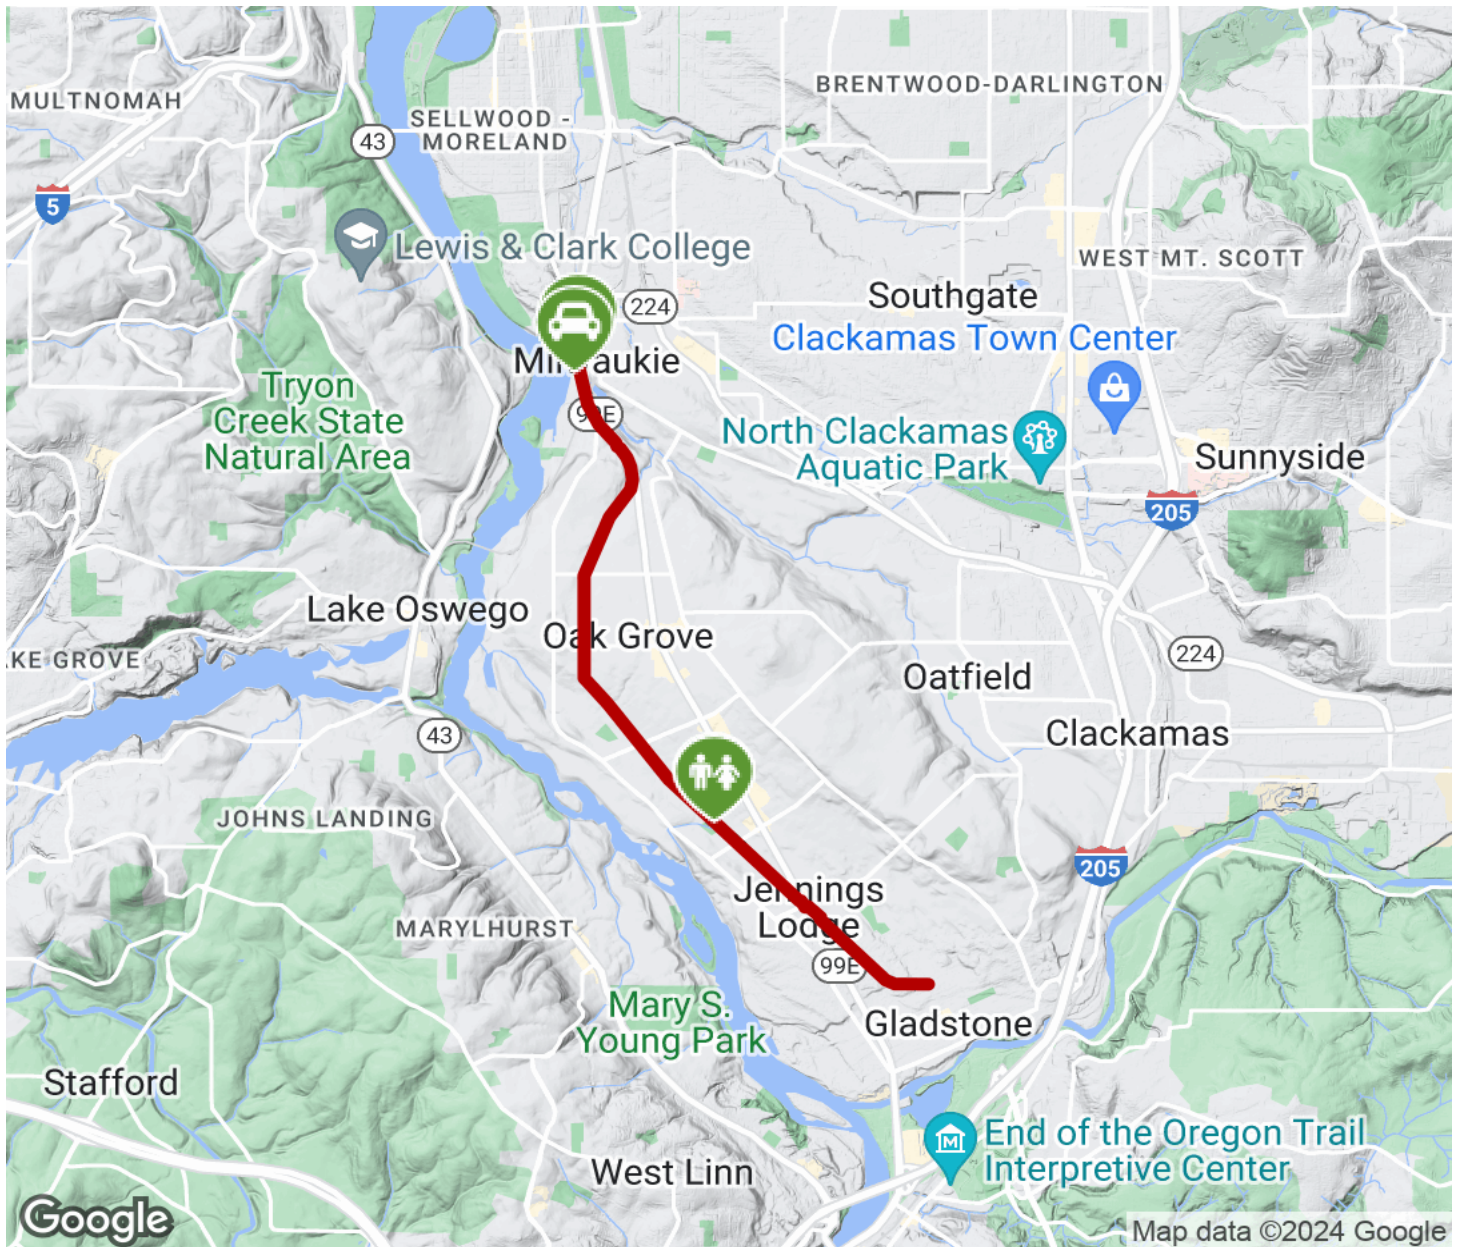 MULTNOMAH
BRENTWOOD-DARLINGTON
SELLWOOD -
MORELAND
43
5
Lewis & Clark College
WEST MT. SCOTT
Southgate
224
Clackamas Town Center
Milwaukie
Tryon
Creek State
Natural Area
99E
North Clackamas
Aquatic Park
Sunnyside
205
Lake Oswego
Oak Grove
KE GROVE
224
Oatfield
Clackamas
43
JOHNS LANDING
205
Jennings
Lodge
MARYLHURST
99E
Mary S.
Young Park
Gladstone
Stafford
End of the Oregon Trail
Interpretive Center
M
West Linn
Google
Map data ©2024 Google